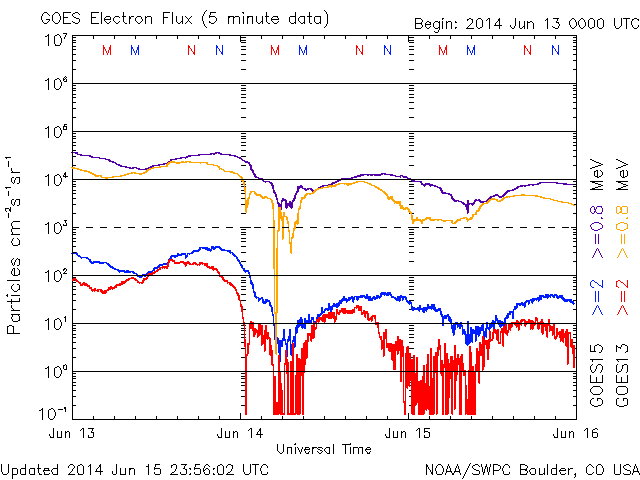 GOES Electron Flux (5 minute data)
Begin: 2014 Jun 13 0000 UTC
M M N N M M N N M M N N
10⁷
10⁶
10⁵
10⁴
10³
10²
10¹
10⁰
10⁻¹
Particles cm⁻²s⁻¹sr⁻¹
GOES15 >=2 >=0.8 MeV
GOES13 >=2 >=0.8 MeV
Jun 13 Jun 14 Jun 15 Jun 16
Universal Time
Updated 2014 Jun 15 23:56:02 UTC
NOAA/SWPC Boulder, CO USA